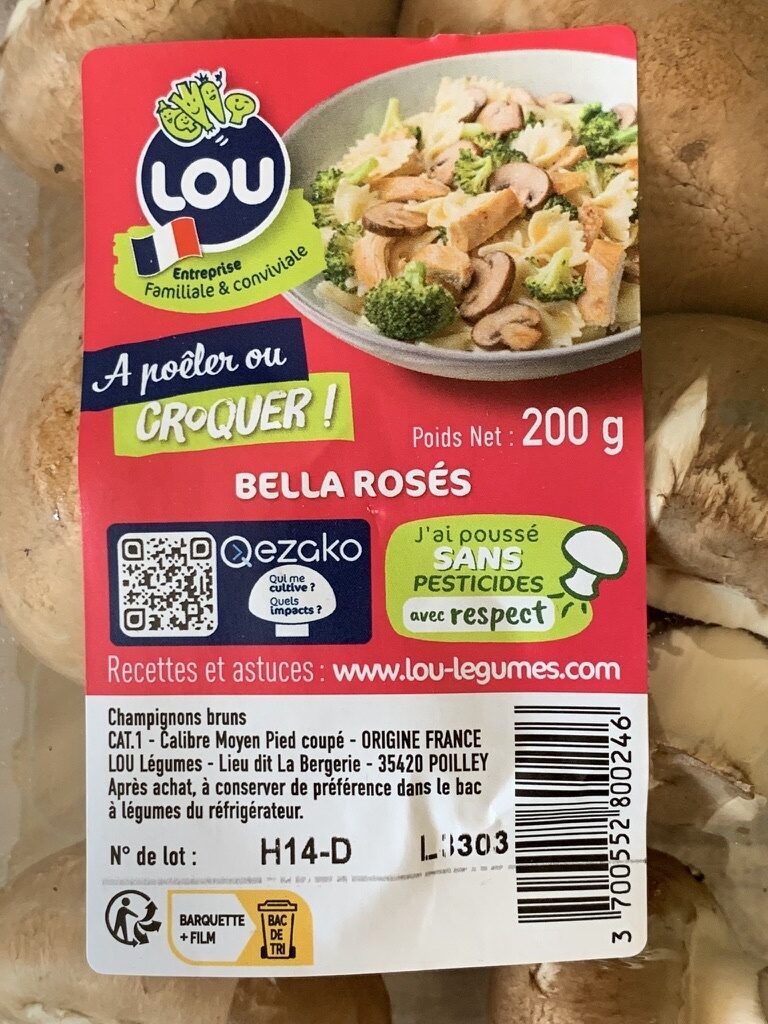 LOU
Entreprise
Familiale & conviviale
A poêler ou
CROQUER !
Poids Net : 200 g
BELLA ROSÉS
Qezako
Qui me
cultive ?
Quels
impacts ?
J'ai poussé
SANS
PESTICIDES
avec respect
Recettes et astuces : www.lou-legumes.com
Champignons bruns
CAT.1 - Calibre Moyen Pied coupé - ORIGINE FRANCE
LOU Légumes - Lieu dit La Bergerie - 35420 POILLEY
Après achat, à conserver de préférence dans le bac
à légumes du réfrigérateur.
N° de lot : H14-D L3303
BARQUETTE
+ FILM
BAC
DE
TRI
3 700552 800246